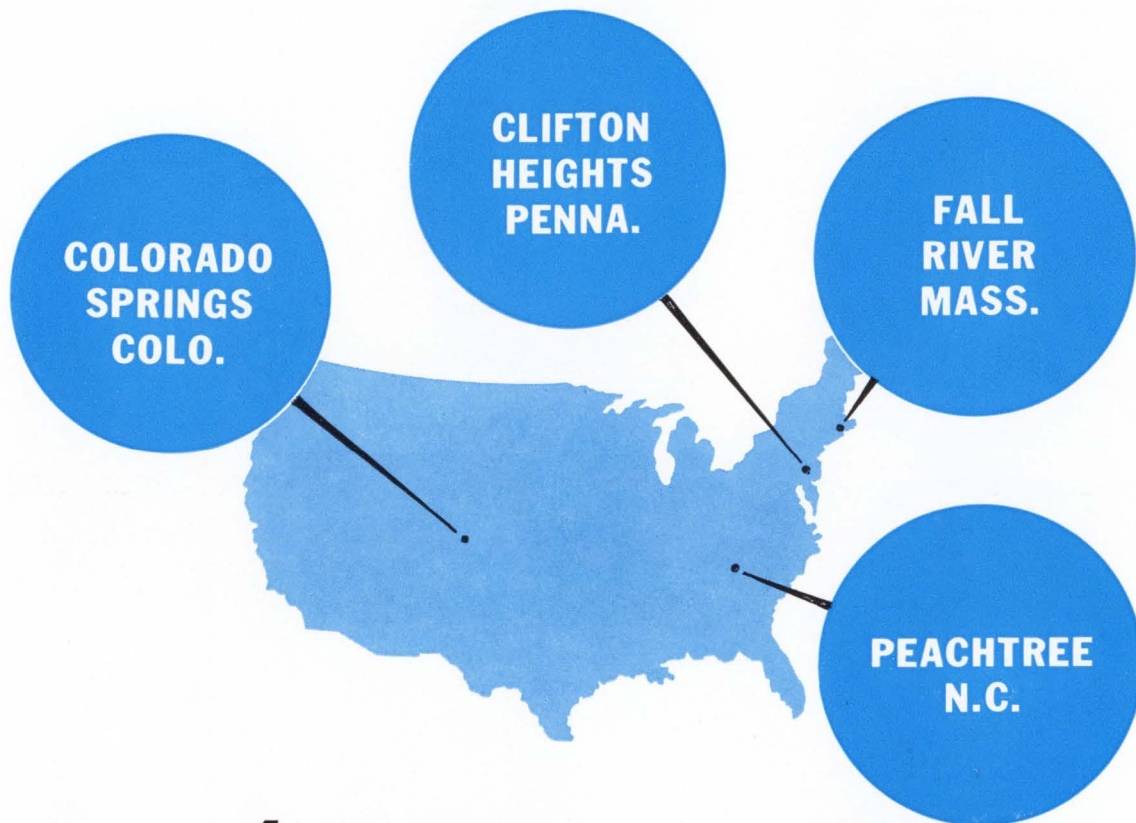 COLORADO
SPRINGS
COLO.
CLIFTON
HEIGHTS
PENNA.
FALL
RIVER
MASS.
PEACHTREE
N.C.